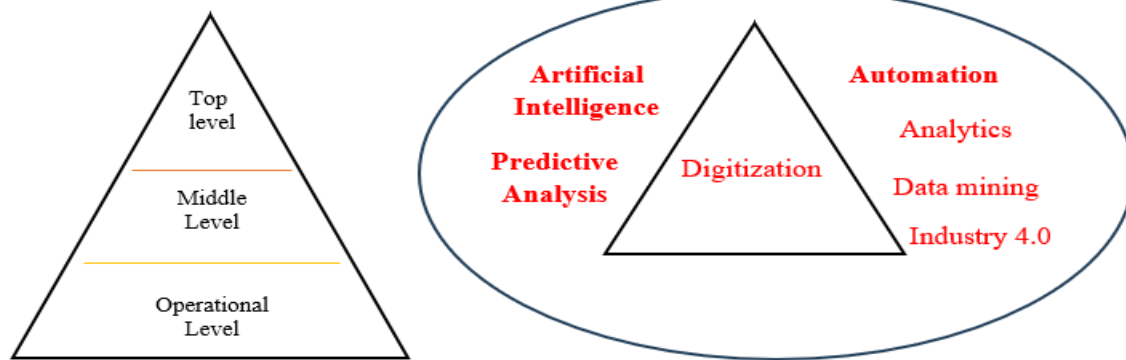 Top
level
Middle
Level
Operational
Level
Artificial
Intelligence
Predictive
Analysis
Digitization
Automation
Analytics
Data mining
Industry 4.0